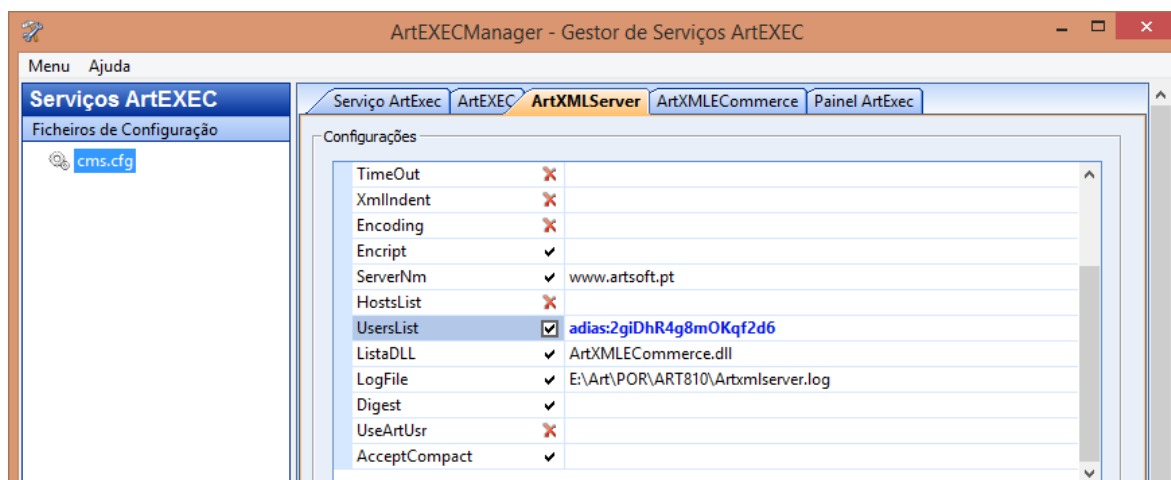 ArtEXECManager - Gestor de Serviços ArtEXEC
Menu Ajuda
Serviços ArtEXEC
Ficheiros de Configuração
cms.cfg
Serviço ArtExec ArtEXEC ArtXMLServer ArtXMLECommerce Painel ArtExec
Configurações
TimeOut
XmlIndent
Encoding
Encript
ServerNm www.artsoft.pt
HostsList
UsersList adias:2giDhR4g8mOKqf2d6
ListaDLL ArtXMLECommerce.dll
LogFile E:\Art\POR\ART810\Artxmlserver.log
Digest
UseArtUsr
AcceptCompact